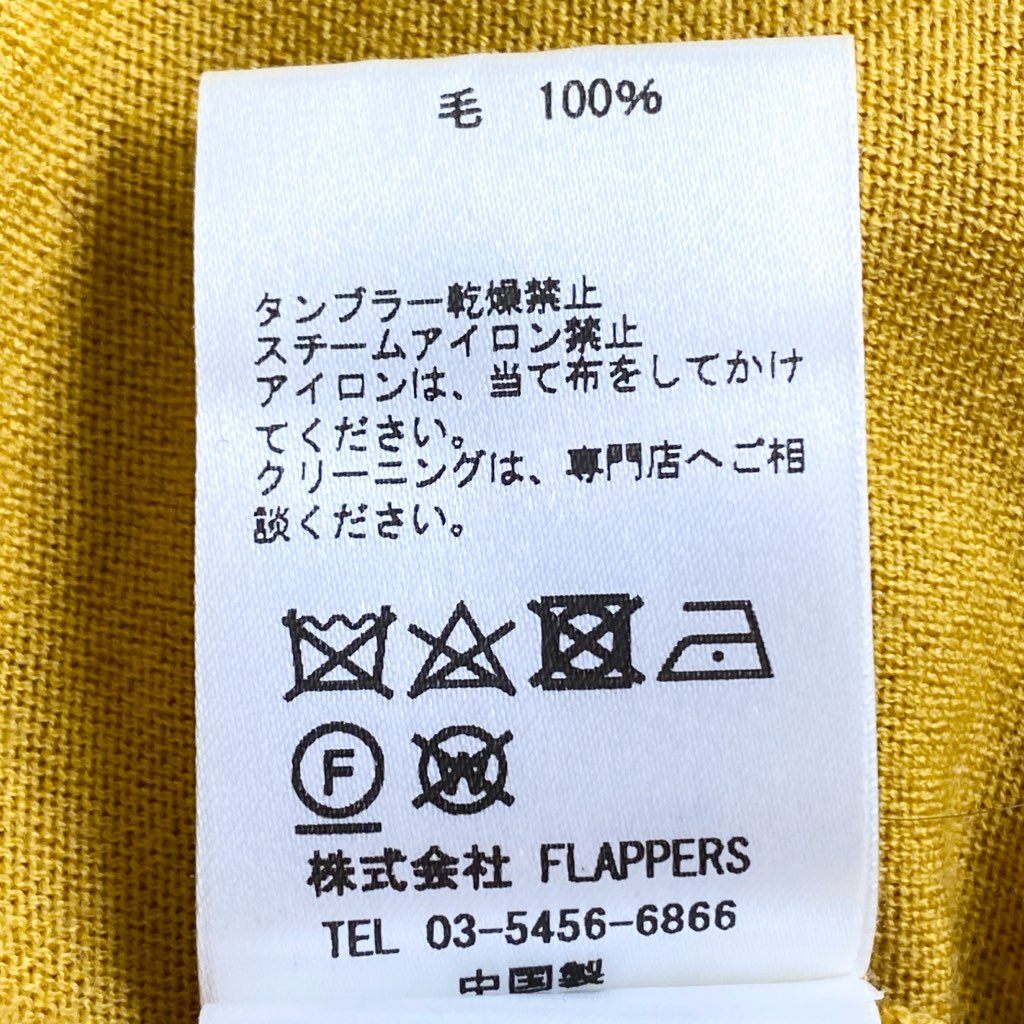 毛 100%
タンブラー乾燥禁止
スチームアイロン禁止
アイロンは、当て布をしてかけ
てください。
クリーニングは、専門店へご相
談ください。
F W
株式会社 FLAPPERS
TEL 03-5456-6866
中国製